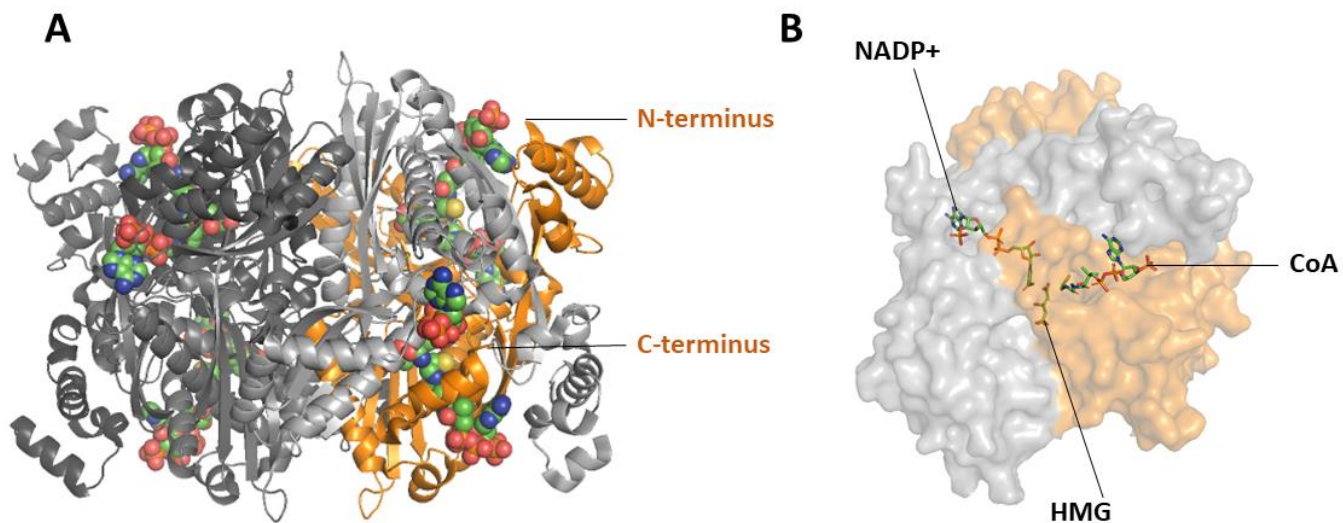 A
B
NADP+
N-terminus
CoA
C-terminus
HMG